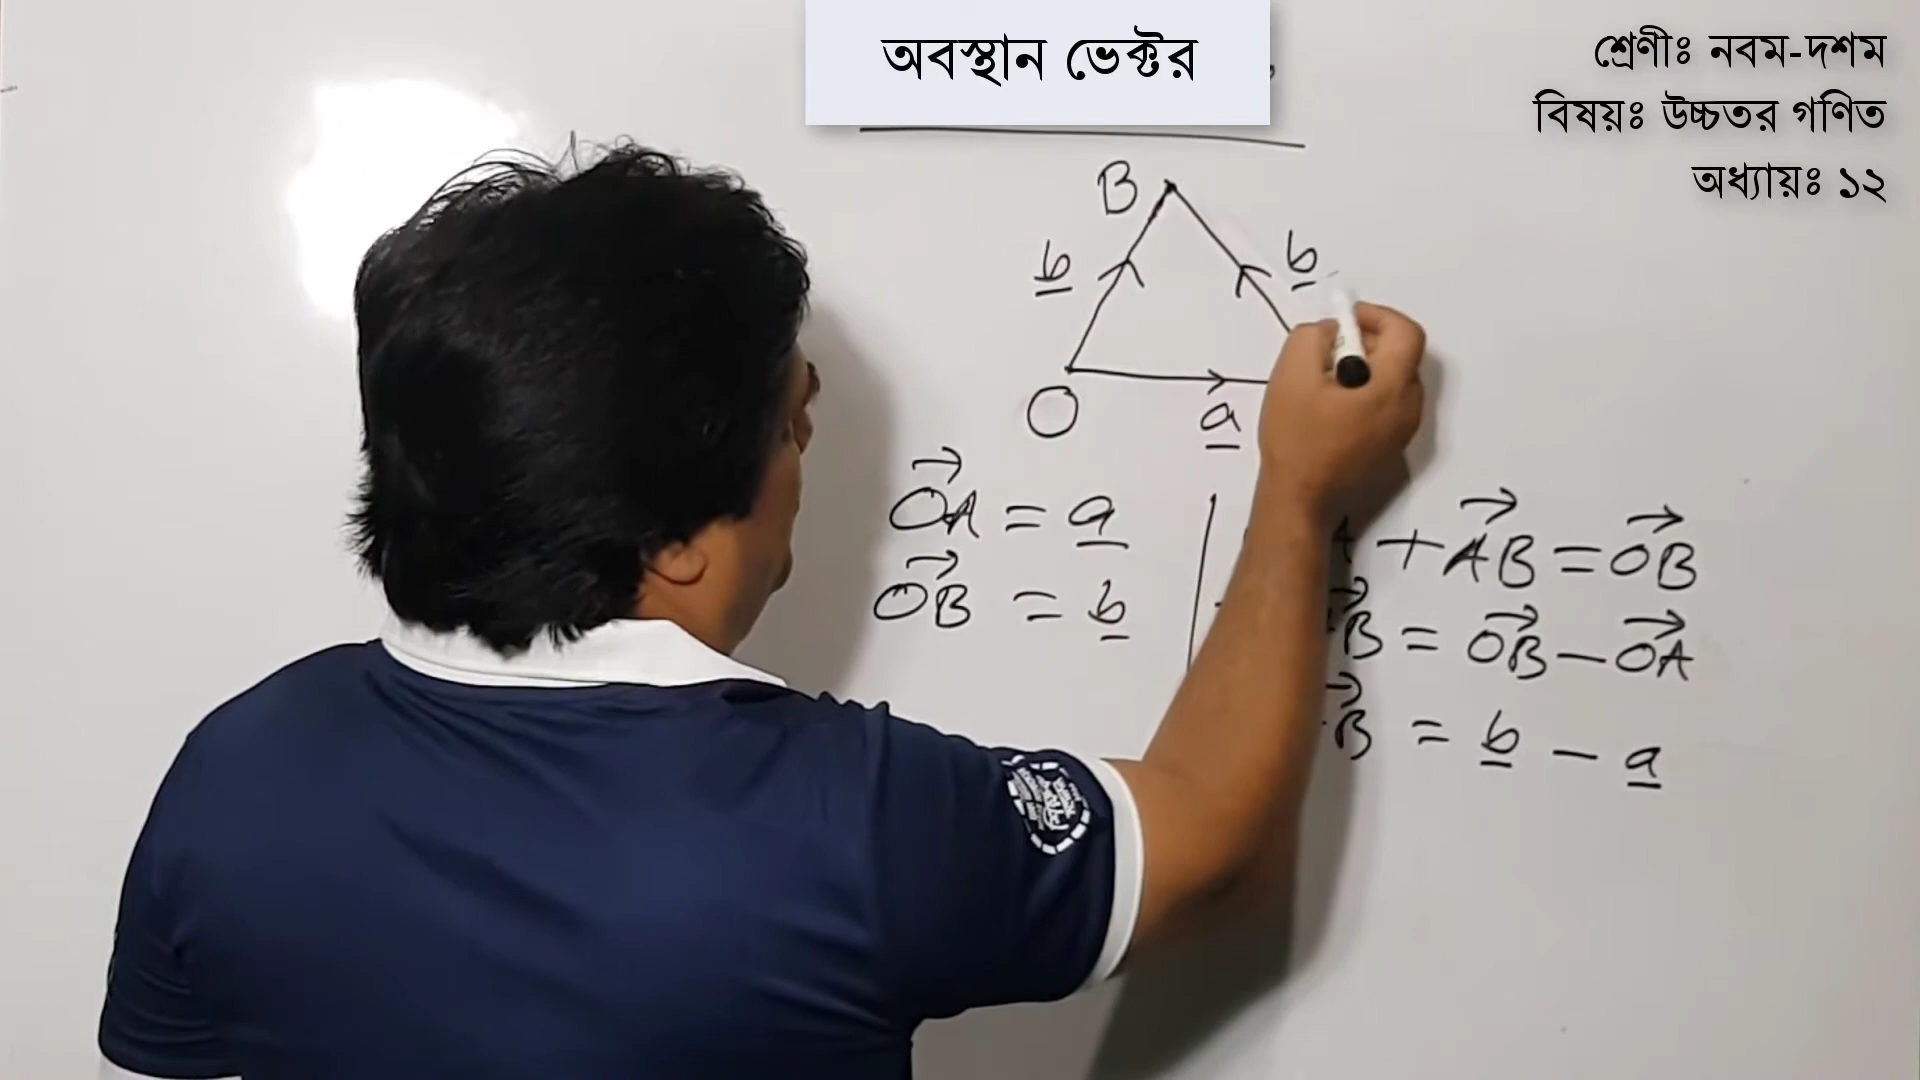 অবস্থান ভেক্টর
শ্রেণীঃ নবম-দশম
বিষয়ঃ উচ্চতর গণিত
অধ্যায়ঃ ১২
B
b
b
O
a
→OA = a
→OB = b
A + →AB = →OB
→B = →OB − →OA
→B = b − a